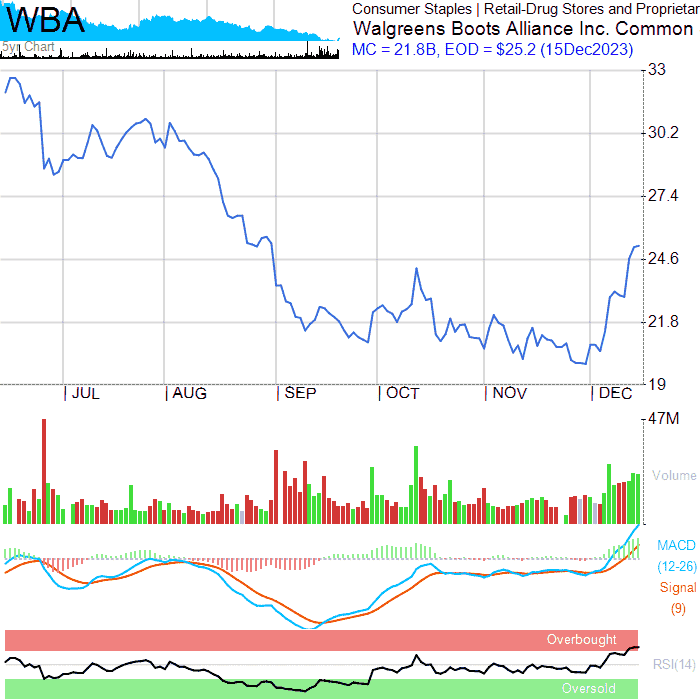 WBA
5yr Chart
Consumer Staples | Retail-Drug Stores and Proprietar
Walgreens Boots Alliance Inc. Common
MC = 21.8B, EOD = $25.2 (15Dec2023)
33
30.2
27.4
24.6
21.8
19
| JUL | AUG | SEP | OCT | NOV | DEC
47M
Volume
MACD
(12-26)
Signal
(9)
Overbought
RSI(14)
Oversold